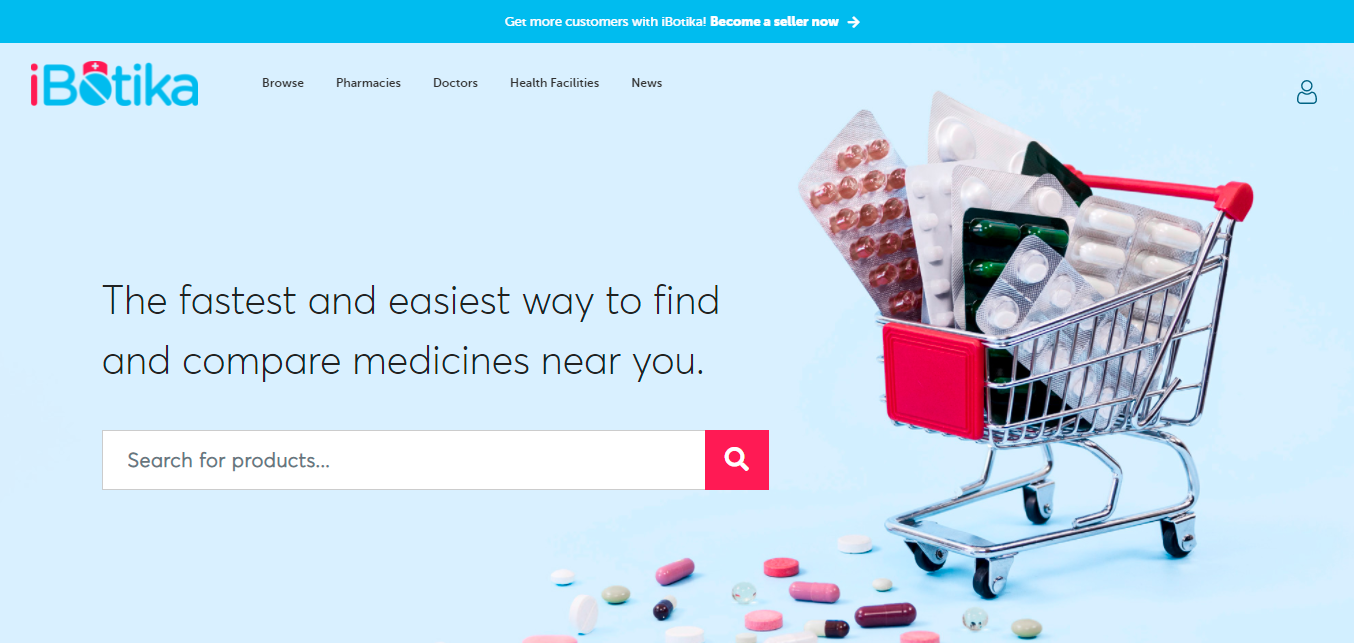 Get more customers with iBotika! Become a seller now
iBotika
Browse
Pharmacies
Doctors
Health Facilities
News
The fastest and easiest way to find
and compare medicines near you.
Search for products...